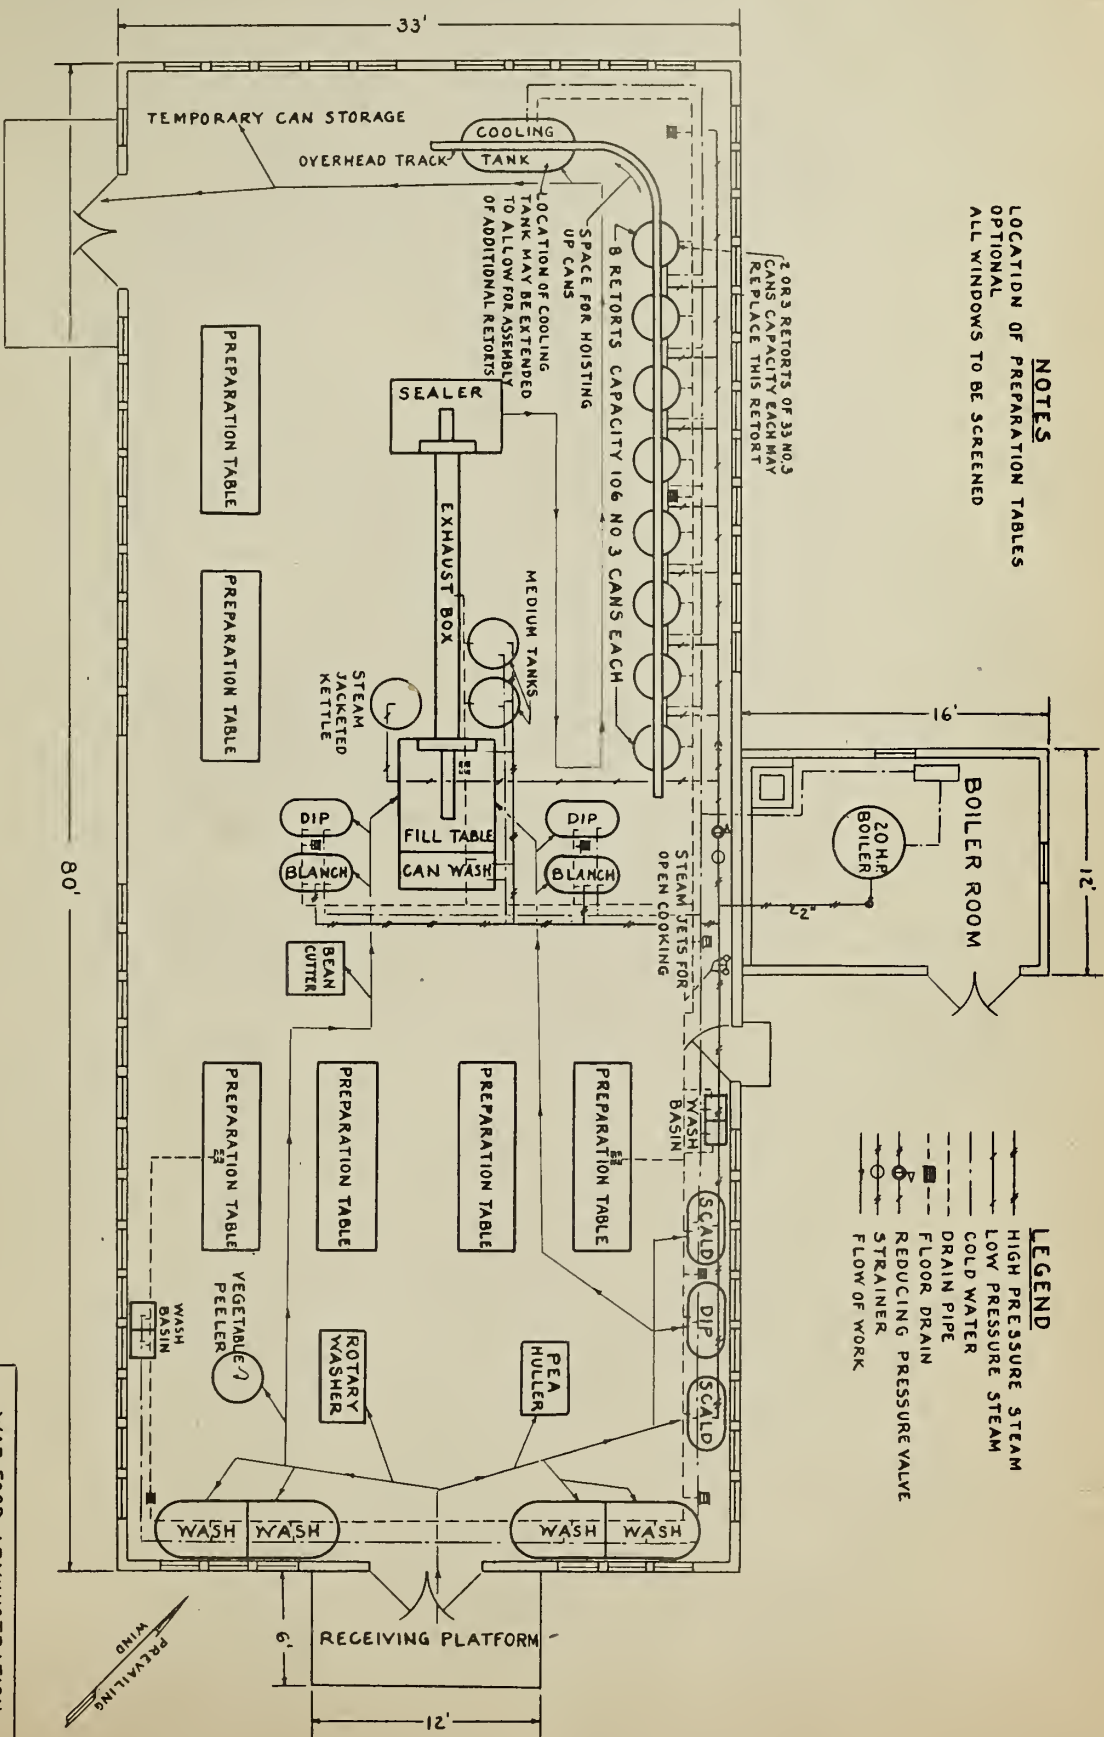 33'
80'
TEMPORARY CAN STORAGE
OVERHEAD TRACK
COOLING
TANK
LOCATION OF COOLING
TANK MAY BE EXTENDED
TO ALLOW FOR ASSEMBLY
OF ADDITIONAL RETORTS
SPACE FOR HOISTING
UP CANS
8 RETORTS CAPACITY 106 NO 3 CANS EACH
2 OR 3 RETORTS OF 33 NO.3
CANS CAPACITY EACH MAY
REPLACE THIS RETORT
NOTES
LOCATION OF PREPARATION TABLES
OPTIONAL
ALL WINDOWS TO BE SCREENED
PREPARATION TABLE
PREPARATION TABLE
SEALER
EXHAUST BOX
MEDIUM TANKS
STEAM
JACKETED
KETTLE
FILL TABLE
CAN WASH
DIP
BLANCH
DIP
BLANCH
STEAM JETS FOR
OPEN COOKING
16'
12'
BOILER ROOM
20 H.P.
BOILER
2"
BEAN
CUTTER
PREPARATION TABLE
PREPARATION TABLE
PREPARATION TABLE
PREPARATION TABLE
WASH
BASIN
SCALD
DIP
SCALD
WASH
BASIN
VEGETABLE
PEELER
ROTARY
WASHER
PEA
HULLER
WASH
WASH
WASH
WASH
LEGEND
HIGH PRESSURE STEAM
LOW PRESSURE STEAM
COLD WATER
DRAIN PIPE
FLOOR DRAIN
REDUCING PRESSURE VALVE
STRAINER
FLOW OF WORK
RECEIVING PLATFORM
6'
12'
PREVAILING
WIND